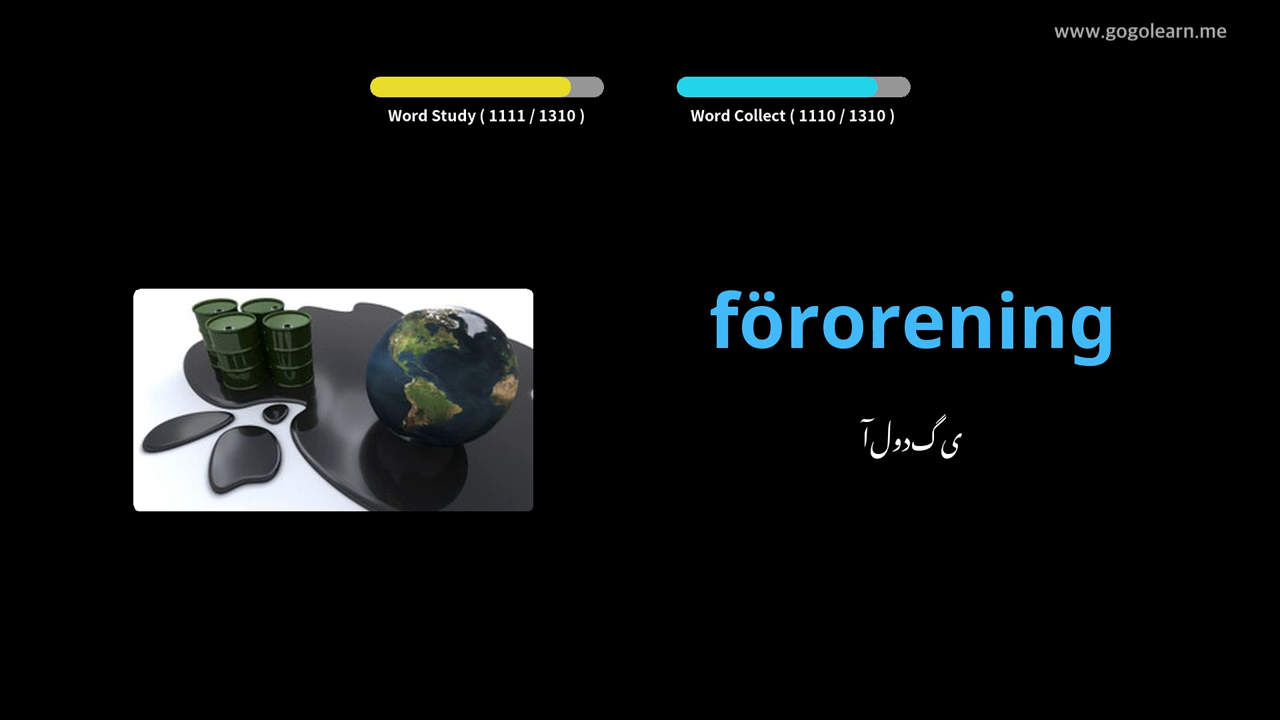 www.gogolearn.me
Word Study ( 1111 / 1310 )
Word Collect ( 1110 / 1310 )
förorening
آلودگی